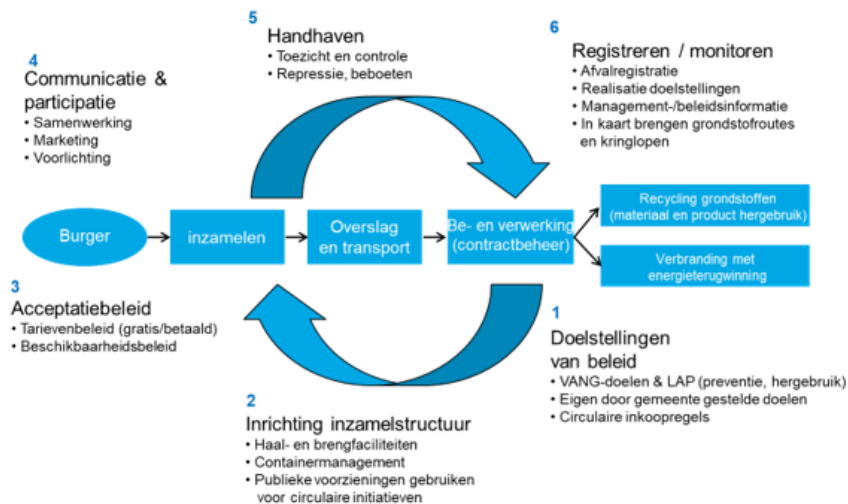 5
Handhaven
• Toezicht en controle
• Repressie, beboeten
6
Registreren / monitoren
• Afvalregistratie
• Realisatie doelstellingen
• Management-/beleidsinformatie
• In kaart brengen grondstofroutes
en kringlopen
4
Communicatie &
participatie
• Samenwerking
• Marketing
• Voorlichting
Burger
inzamelen
Overslag
en transport
Be- en verwerking
(contractbeheer)
Recycling grondstoffen
(materiaal en product hergebruik)
Verbranding met
energieterugwinning
3
Acceptatiebeleid
• Tarievenbeleid (gratis/betaald)
• Beschikbaarheidsbeleid
1
Doelstellingen
van beleid
• VANG-doelen & LAP (preventie, hergebruik)
• Eigen door gemeente gestelde doelen
• Circulaire inkoopregels
2
Inrichting inzamelstructuur
• Haal- en brengfaciliteiten
• Containermanagement
• Publieke voorzieningen gebruiken
voor circulaire initiatieven